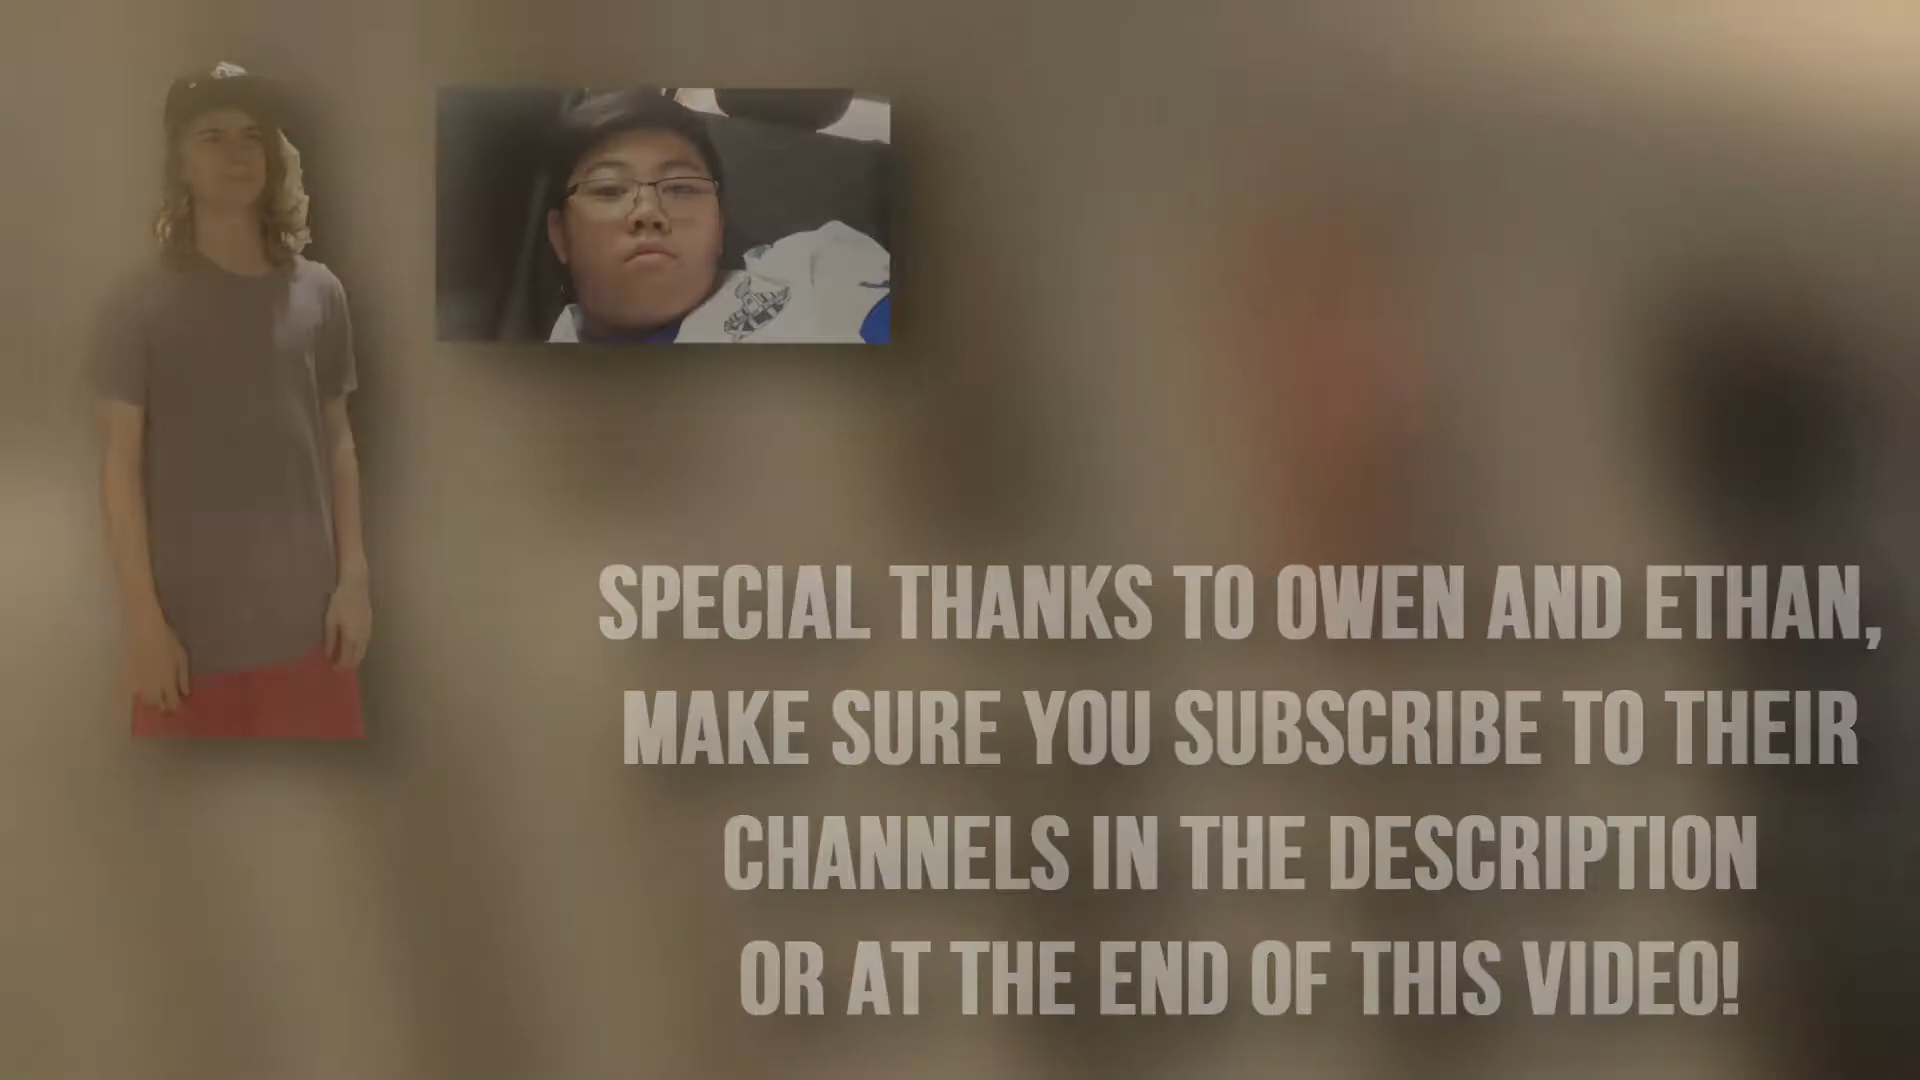 SPECIAL THANKS TO OWEN AND ETHAN,
MAKE SURE YOU SUBSCRIBE TO THEIR
CHANNELS IN THE DESCRIPTION
OR AT THE END OF THIS VIDEO!